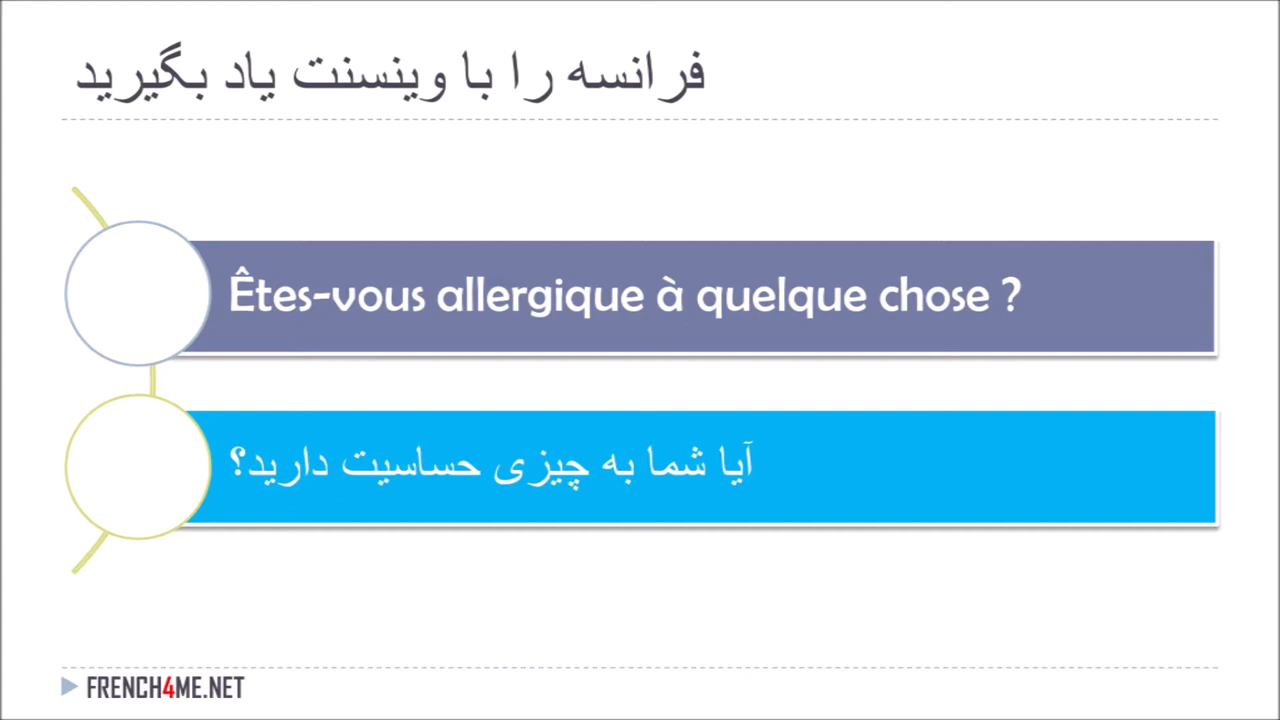 فرانسه را با وینسنت یاد بگیرید
Êtes-vous allergique à quelque chose ?
آیا شما به چیزی حساسیت دارید؟
FRENCH4ME.NET